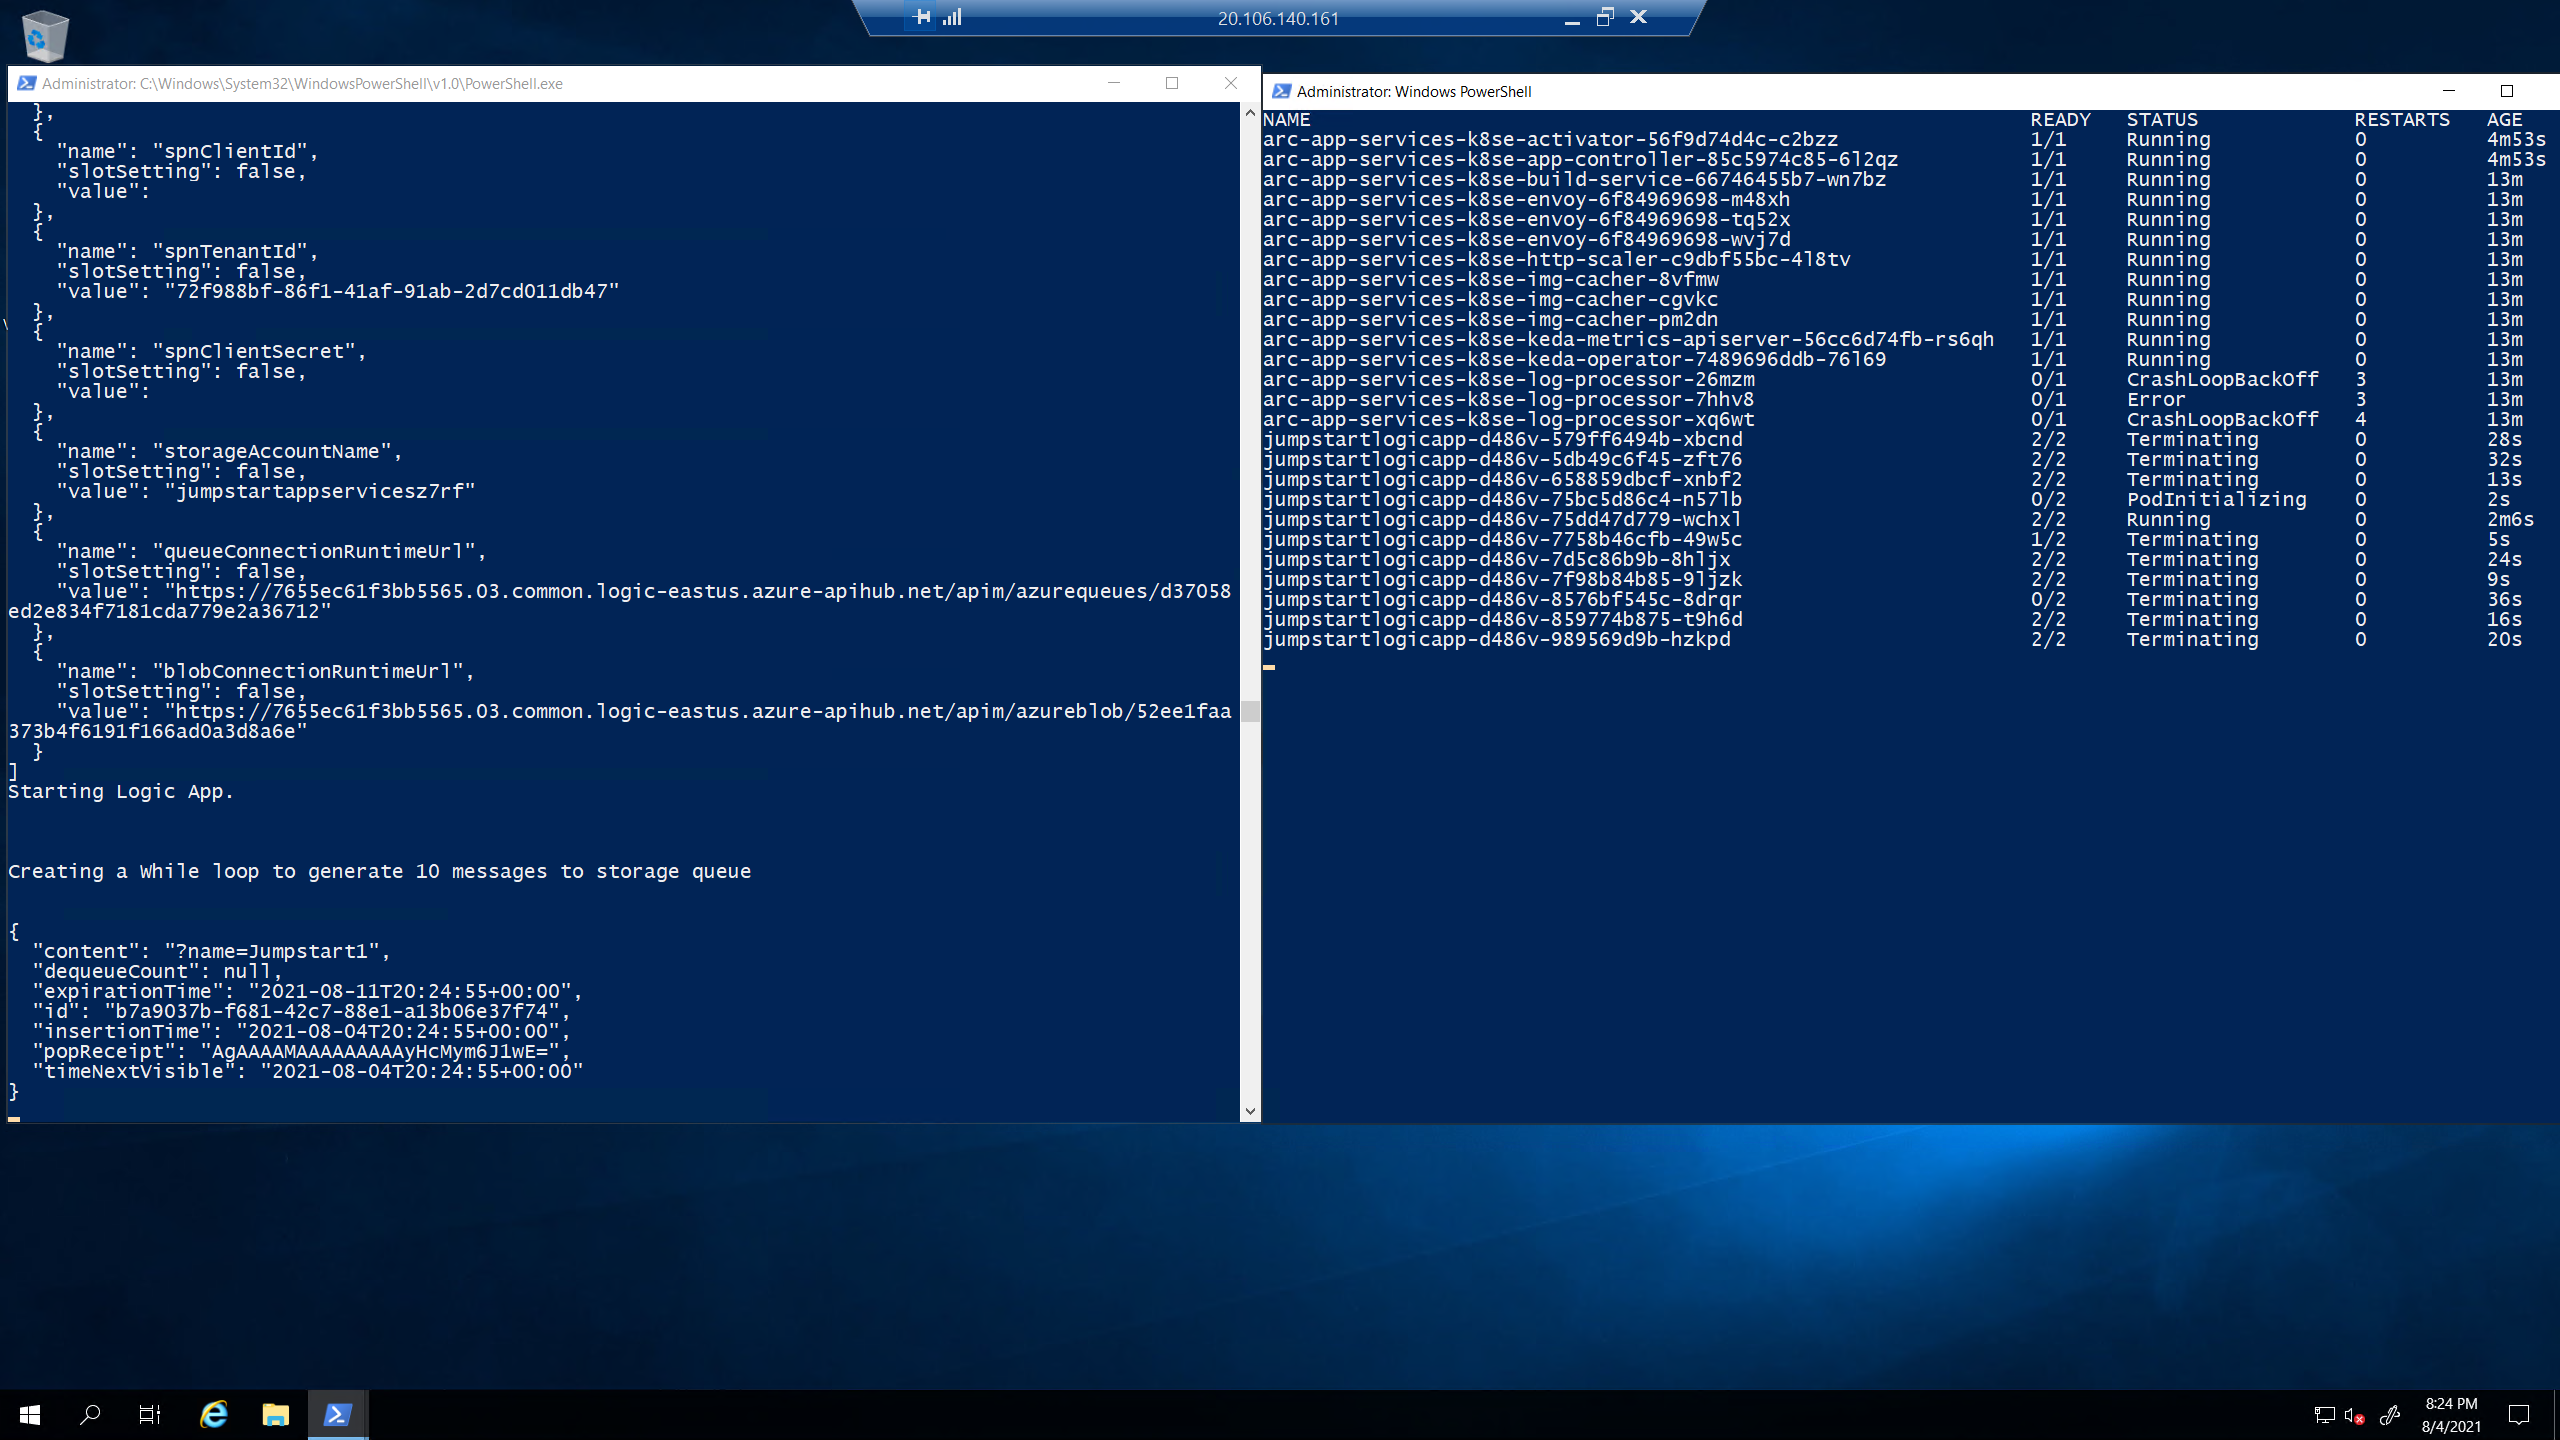 20.106.140.161
Administrator: C:\Windows\System32\WindowsPowerShell\v1.0\PowerShell.exe
  },
  {
    "name": "spnClientId",
    "slotSetting": false,
    "value":
  },
  {
    "name": "spnTenantId",
    "slotSetting": false,
    "value": "72f988bf-86f1-41af-91ab-2d7cd011db47"
  },
  {
    "name": "spnClientSecret",
    "slotSetting": false,
    "value":
  },
  {
    "name": "storageAccountName",
    "slotSetting": false,
    "value": "jumpstartappservicesz7rf"
  },
  {
    "name": "queueConnectionRuntimeUrl",
    "slotSetting": false,
    "value": "https://7655ec61f3bb5565.03.common.logic-eastus.azure-apihub.net/apim/azurequeues/d37058
ed2e834f7181cda779e2a36712"
  },
  {
    "name": "blobConnectionRuntimeUrl",
    "slotSetting": false,
    "value": "https://7655ec61f3bb5565.03.common.logic-eastus.azure-apihub.net/apim/azureblob/52ee1faa
373b4f6191f166ad0a3d8a6e"
  }
]
Starting Logic App.
Creating a While loop to generate 10 messages to storage queue
{
  "content": "?name=Jumpstart1",
  "dequeueCount": null,
  "expirationTime": "2021-08-11T20:24:55+00:00",
  "id": "b7a9037b-f681-42c7-88e1-a13b06e37f74",
  "insertionTime": "2021-08-04T20:24:55+00:00",
  "popReceipt": "AgAAAAMAAAAAAAAAyHcMym6J1wE=",
  "timeNextVisible": "2021-08-04T20:24:55+00:00"
}
Administrator: Windows PowerShell
NAME READY STATUS RESTARTS AGE
arc-app-services-k8se-activator-56f9d74d4c-c2bzz 1/1 Running 0 4m53s
arc-app-services-k8se-app-controller-85c5974c85-6l2qz 1/1 Running 0 4m53s
arc-app-services-k8se-build-service-66746455b7-wn7bz 1/1 Running 0 13m
arc-app-services-k8se-envoy-6f84969698-m48xh 1/1 Running 0 13m
arc-app-services-k8se-envoy-6f84969698-tq52x 1/1 Running 0 13m
arc-app-services-k8se-envoy-6f84969698-wvj7d 1/1 Running 0 13m
arc-app-services-k8se-http-scaler-c9dbf55bc-4l8tv 1/1 Running 0 13m
arc-app-services-k8se-img-cacher-8vfmw 1/1 Running 0 13m
arc-app-services-k8se-img-cacher-cgvkc 1/1 Running 0 13m
arc-app-services-k8se-img-cacher-pm2dn 1/1 Running 0 13m
arc-app-services-k8se-keda-metrics-apiserver-56cc6d74fb-rs6qh 1/1 Running 0 13m
arc-app-services-k8se-keda-operator-7489696ddb-76l69 1/1 Running 0 13m
arc-app-services-k8se-log-processor-26mzm 0/1 CrashLoopBackOff 3 13m
arc-app-services-k8se-log-processor-7hhv8 0/1 Error 3 13m
arc-app-services-k8se-log-processor-xq6wt 0/1 CrashLoopBackOff 4 13m
jumpstartlogicapp-d486v-579ff6494b-xbcnd 2/2 Terminating 0 28s
jumpstartlogicapp-d486v-5db49c6f45-zft76 2/2 Terminating 0 32s
jumpstartlogicapp-d486v-658859dbcf-xnbf2 2/2 Terminating 0 13s
jumpstartlogicapp-d486v-75bc5d86c4-n57lb 0/2 PodInitializing 0 2s
jumpstartlogicapp-d486v-75dd47d779-wchxl 2/2 Running 0 2m6s
jumpstartlogicapp-d486v-7758b46cfb-49w5c 1/2 Terminating 0 5s
jumpstartlogicapp-d486v-7d5c86b9b-8hljx 2/2 Terminating 0 24s
jumpstartlogicapp-d486v-7f98b84b85-9ljzk 2/2 Terminating 0 9s
jumpstartlogicapp-d486v-8576bf545c-8drqr 0/2 Terminating 0 36s
jumpstartlogicapp-d486v-859774b875-t9h6d 2/2 Terminating 0 16s
jumpstartlogicapp-d486v-989569d9b-hzkpd 2/2 Terminating 0 20s
8:24 PM
8/4/2021